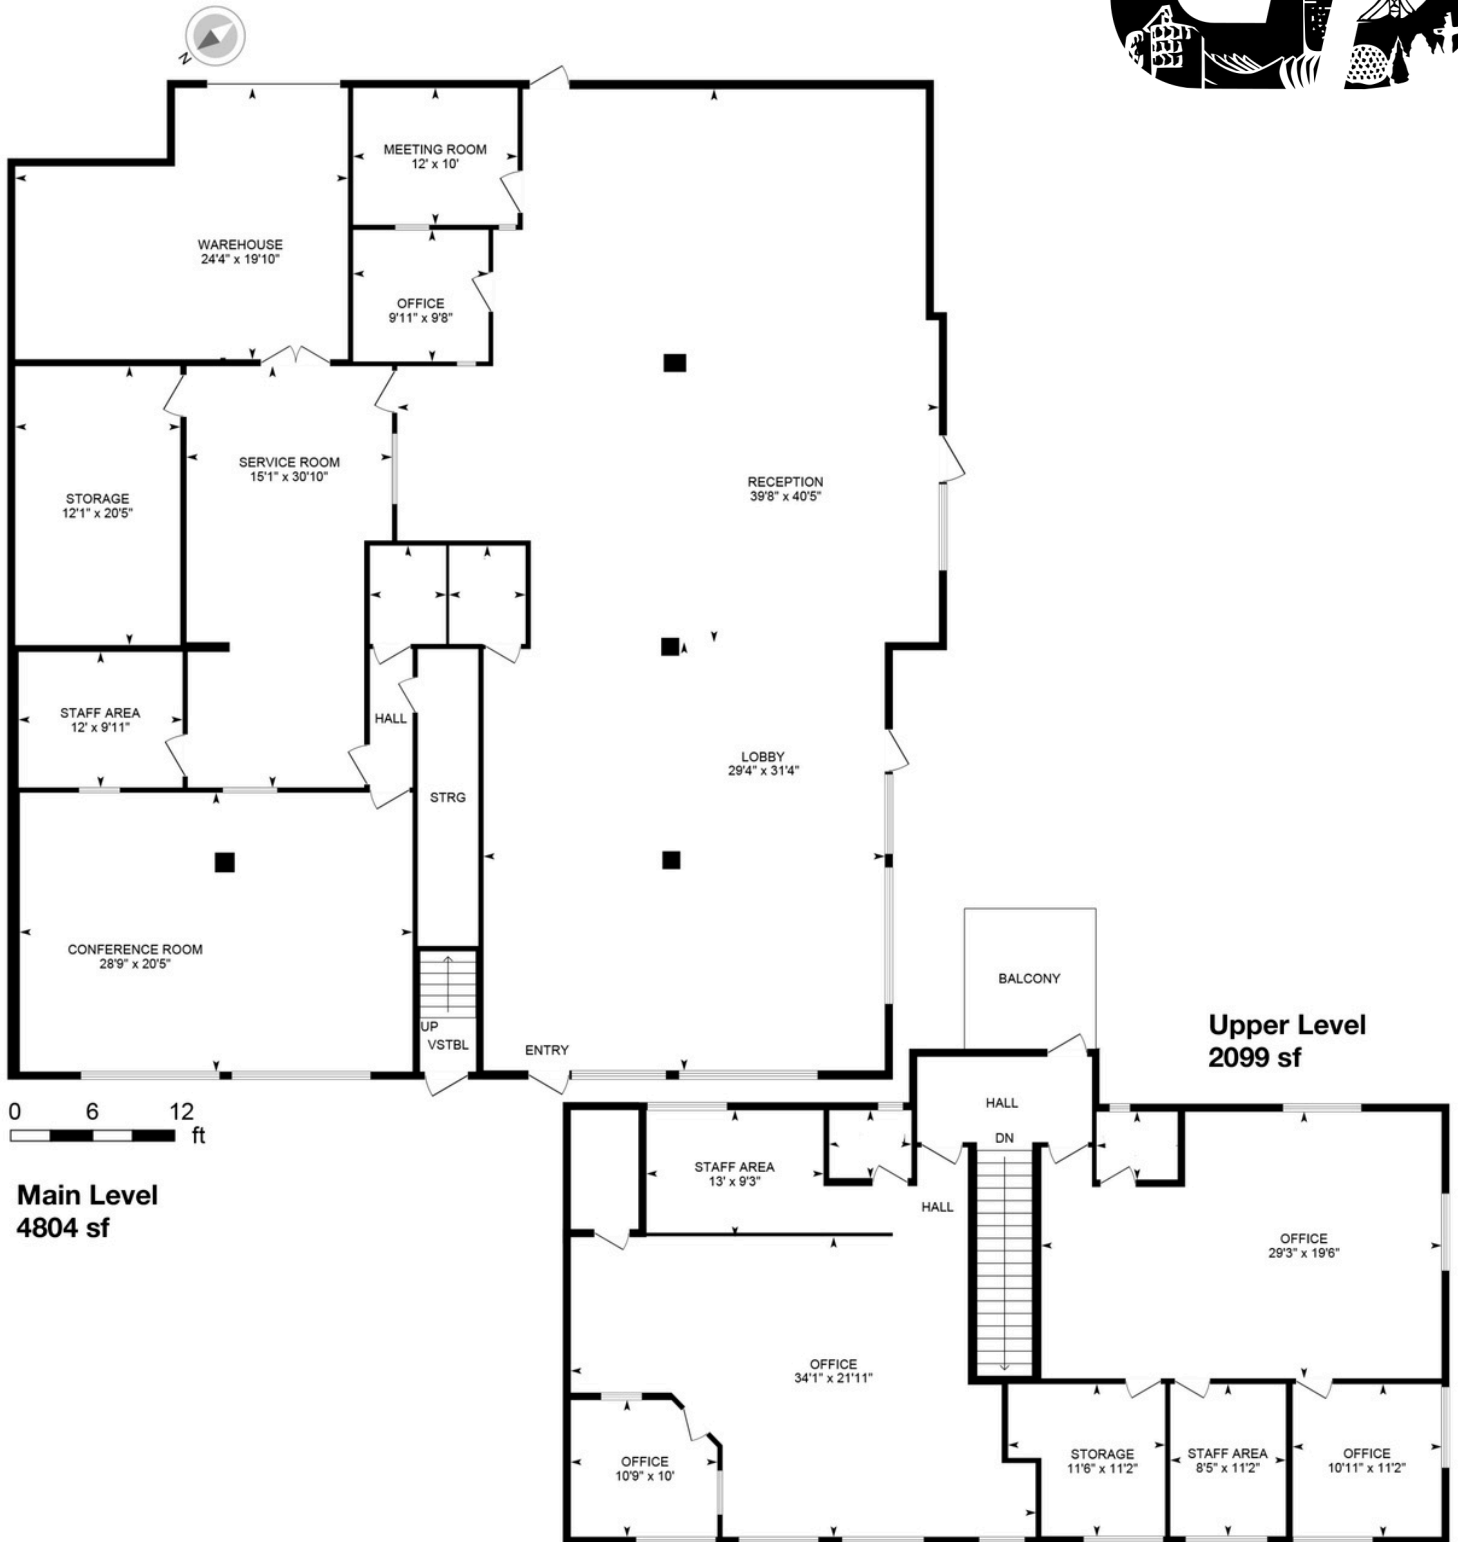 N
MEETING ROOM
12' x 10'
WAREHOUSE
24'4" x 19'10"
OFFICE
9'11" x 9'8"
SERVICE ROOM
15'1" x 30'10"
STORAGE
12'1" x 20'5"
RECEPTION
39'8" x 40'5"
STAFF AREA
12' x 9'11"
HALL
LOBBY
29'4" x 31'4"
STRG
CONFERENCE ROOM
28'9" x 20'5"
UP
VSTBL
ENTRY
0 6 12
ft
Main Level
4804 sf
BALCONY
Upper Level
2099 sf
HALL
DN
STAFF AREA
13' x 9'3"
HALL
OFFICE
29'3" x 19'6"
OFFICE
34'1" x 21'11"
OFFICE
10'9" x 10'
STORAGE
11'6" x 11'2"
STAFF AREA
8'5" x 11'2"
OFFICE
10'11" x 11'2"